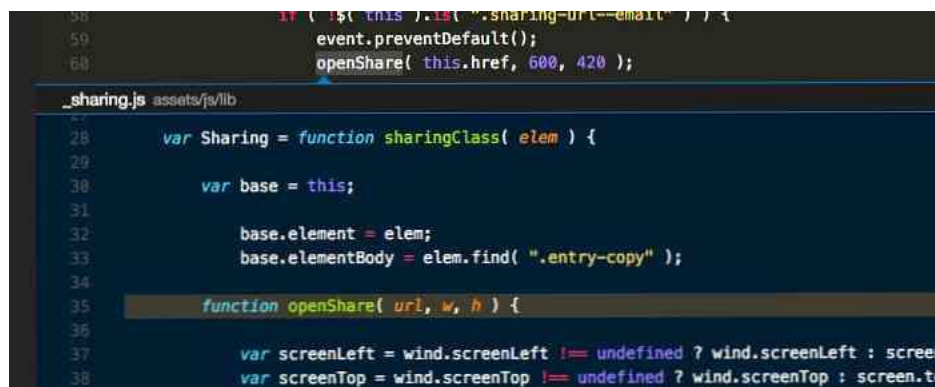 58 if ( !$( this ).is( ".sharing-url--email" ) ) {
59 event.preventDefault();
60 openShare( this.href, 600, 420 );
_sharing.js assets/js/lib
27
28 var Sharing = function sharingClass( elem ) {
29
30 var base = this;
31
32 base.element = elem;
33 base.elementBody = elem.find( ".entry-copy" );
34
35 function openShare( url, w, h ) {
36
37 var screenLeft = wind.screenLeft !== undefined ? wind.screenLeft : scree
38 var screenTop = wind.screenTop !== undefined ? wind.screenTop : screen.t